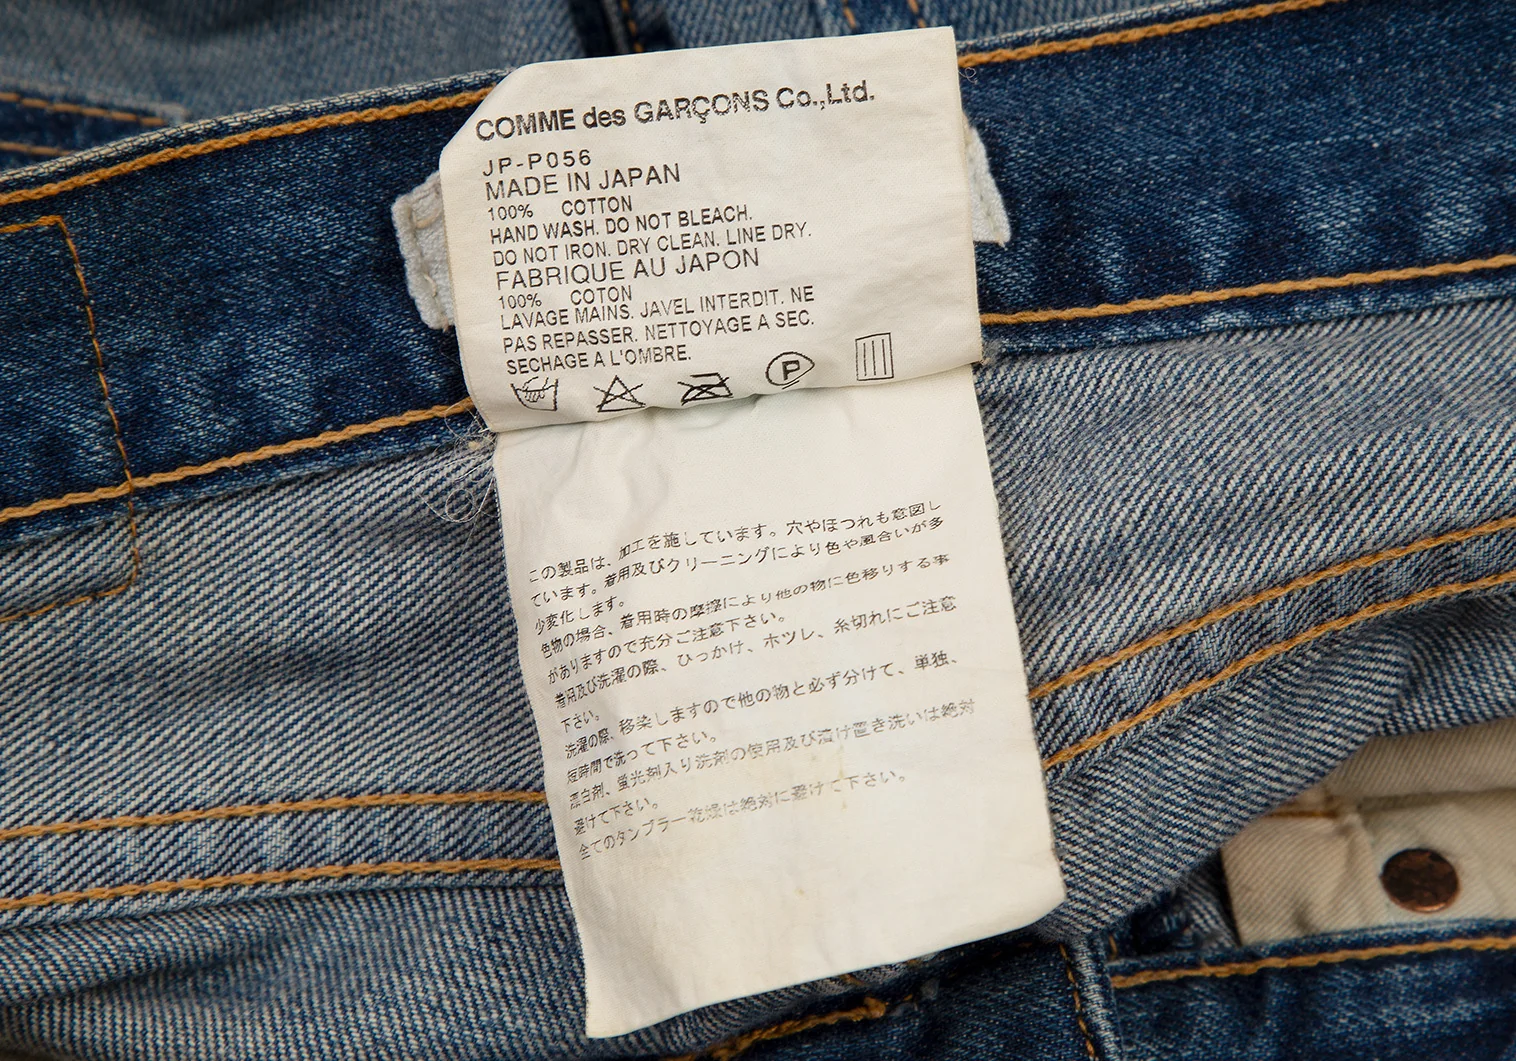 COMME des GARÇONS Co.,Ltd.
JP-P056
MADE IN JAPAN
100% COTTON
HAND WASH. DO NOT BLEACH.
DO NOT IRON. DRY CLEAN. LINE DRY.
FABRIQUE AU JAPON
100% COTON
LAVAGE MAINS. JAVEL INTERDIT. NE
PAS REPASSER. NETTOYAGE A SEC.
SECHAGE A L'OMBRE.
P
この製品は、加工を施しています。穴やほつれも意図し
ています。着用及びクリーニングにより色や風合いが多
少変化します。
色物の場合、着用時の摩擦により他の物に色移りする事
がありますので充分ご注意下さい。
着用及び洗濯の際、ひっかけ、ホツレ、糸切れにご注意
下さい。
洗濯の際、移染しますので他の物と必ず分けて、単独、
短時間で洗って下さい。
漂白剤、蛍光剤入り洗剤の使用及び漬け置き洗いは絶対
避けて下さい。
全てのタンブラー乾燥は絶対に避けて下さい。